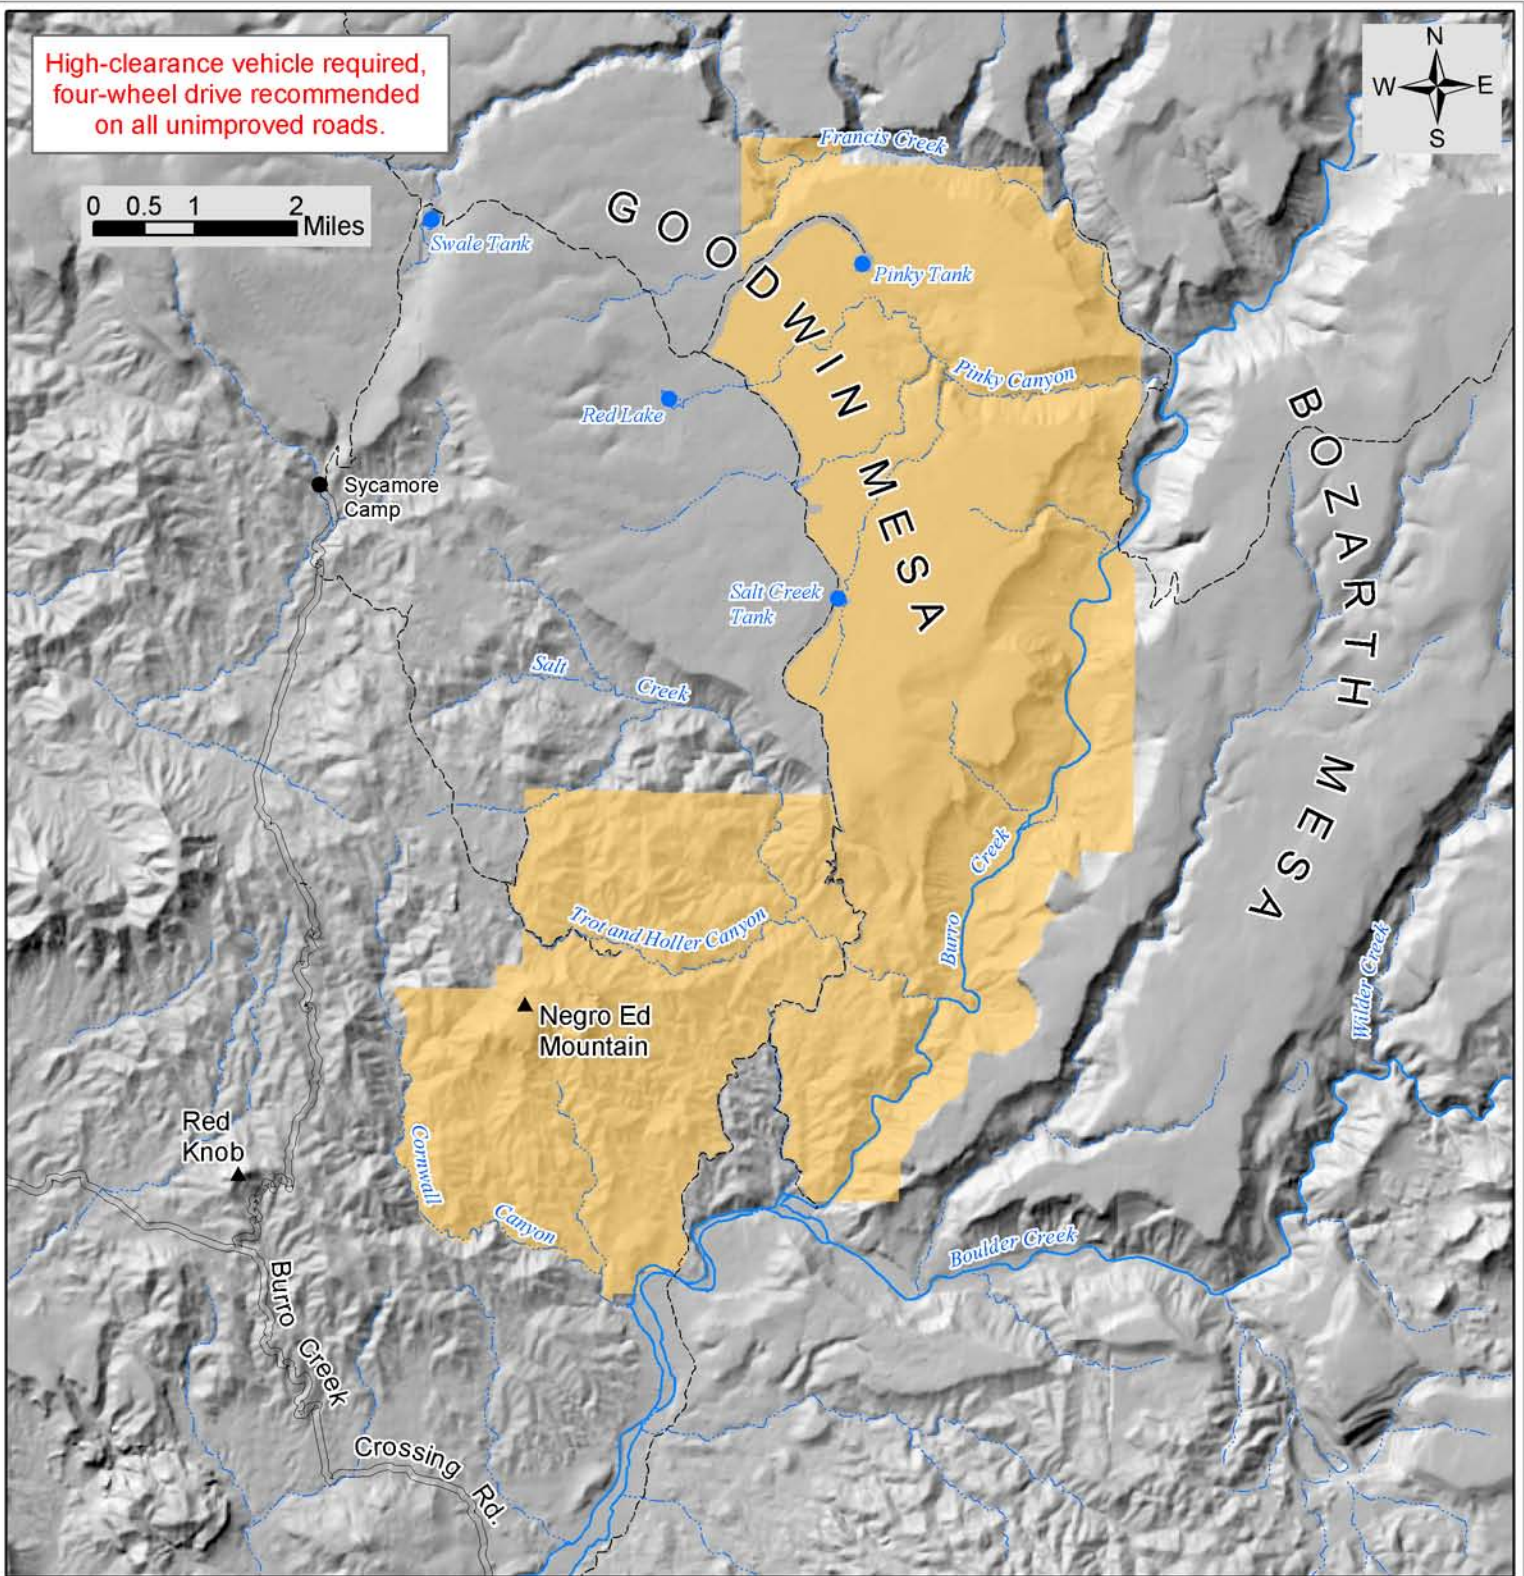 High-clearance vehicle required,
four-wheel drive recommended
on all unimproved roads.
N
W E
S
0 0.5 1 2
Miles
Francis Creek
GOODWIN MESA
Swale Tank
Pinky Tank
Pinky Canyon
Red Lake
BOZARTH MESA
Sycamore
Camp
Salt Creek
Tank
Salt Creek
Burro Creek
Trot and Holler Canyon
Wilder Creek
Negro Ed
Mountain
Red
Knob
Cornwall Canyon
Boulder Creek
Burro Creek Crossing Rd.